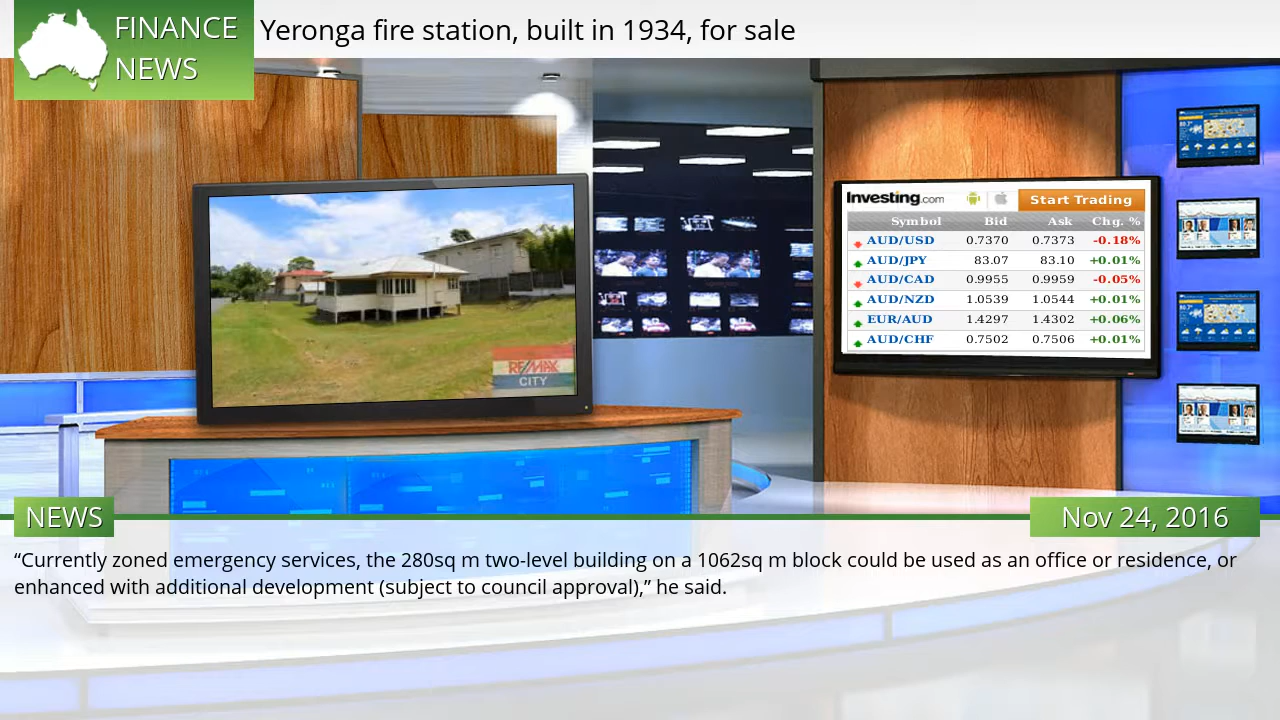 FINANCE
NEWS
Yeronga fire station, built in 1934, for sale
RE/MAX
CITY
Investing.com
Start Trading
Symbol Bid Ask Chg. %
AUD/USD 0.7370 0.7373 -0.18%
AUD/JPY 83.07 83.10 +0.01%
AUD/CAD 0.9955 0.9959 -0.05%
AUD/NZD 1.0539 1.0544 +0.01%
EUR/AUD 1.4297 1.4302 +0.06%
AUD/CHF 0.7502 0.7506 +0.01%
NEWS
Nov 24, 2016
“Currently zoned emergency services, the 280sq m two-level building on a 1062sq m block could be used as an office or residence, or
enhanced with additional development (subject to council approval),” he said.